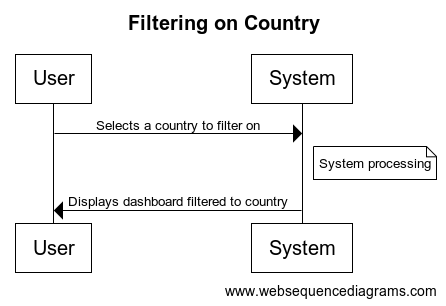 Filtering on Country
User
System
Selects a country to filter on
System processing
Displays dashboard filtered to country
User
System
www.websequencediagrams.com